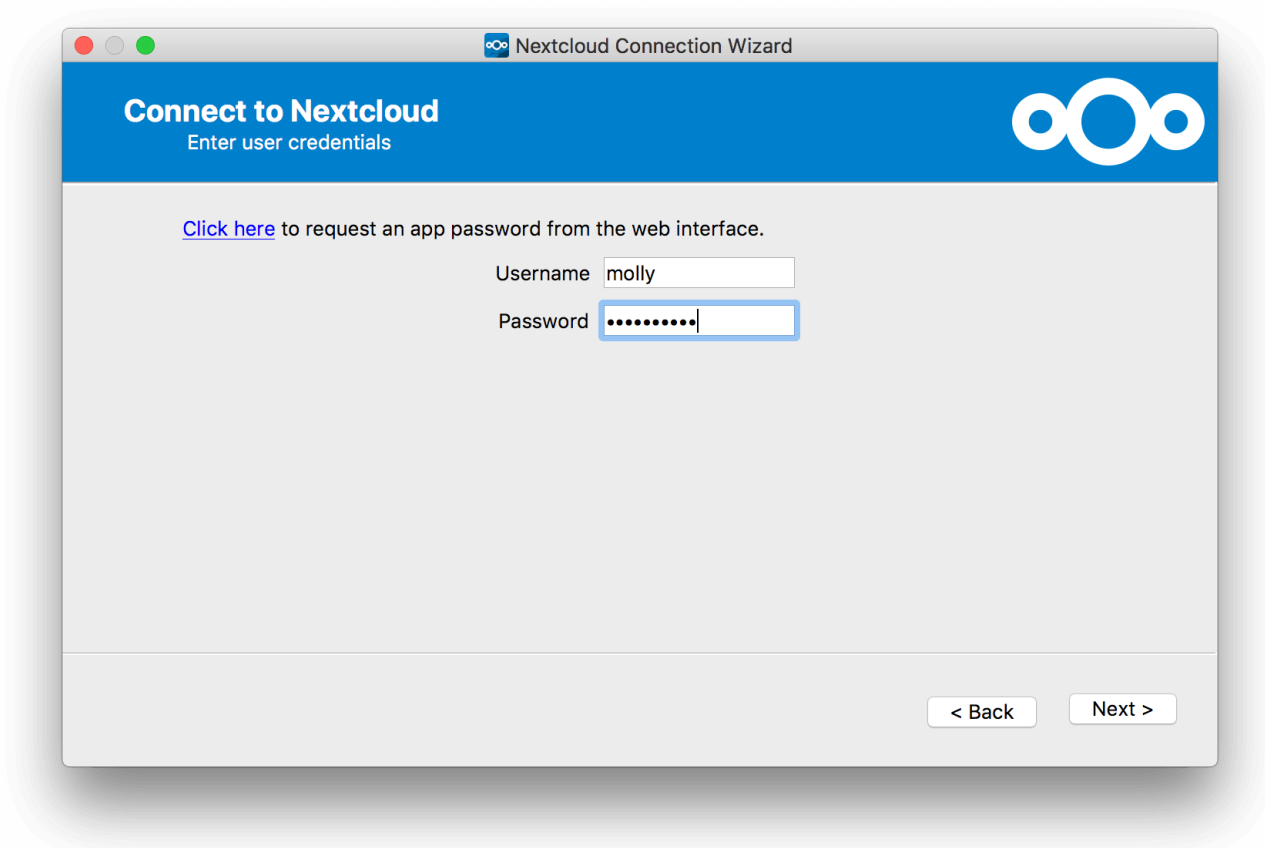 Nextcloud Connection Wizard
Connect to Nextcloud
Enter user credentials
Click here to request an app password from the web interface.
Username molly
Password ••••••••••
< Back Next >